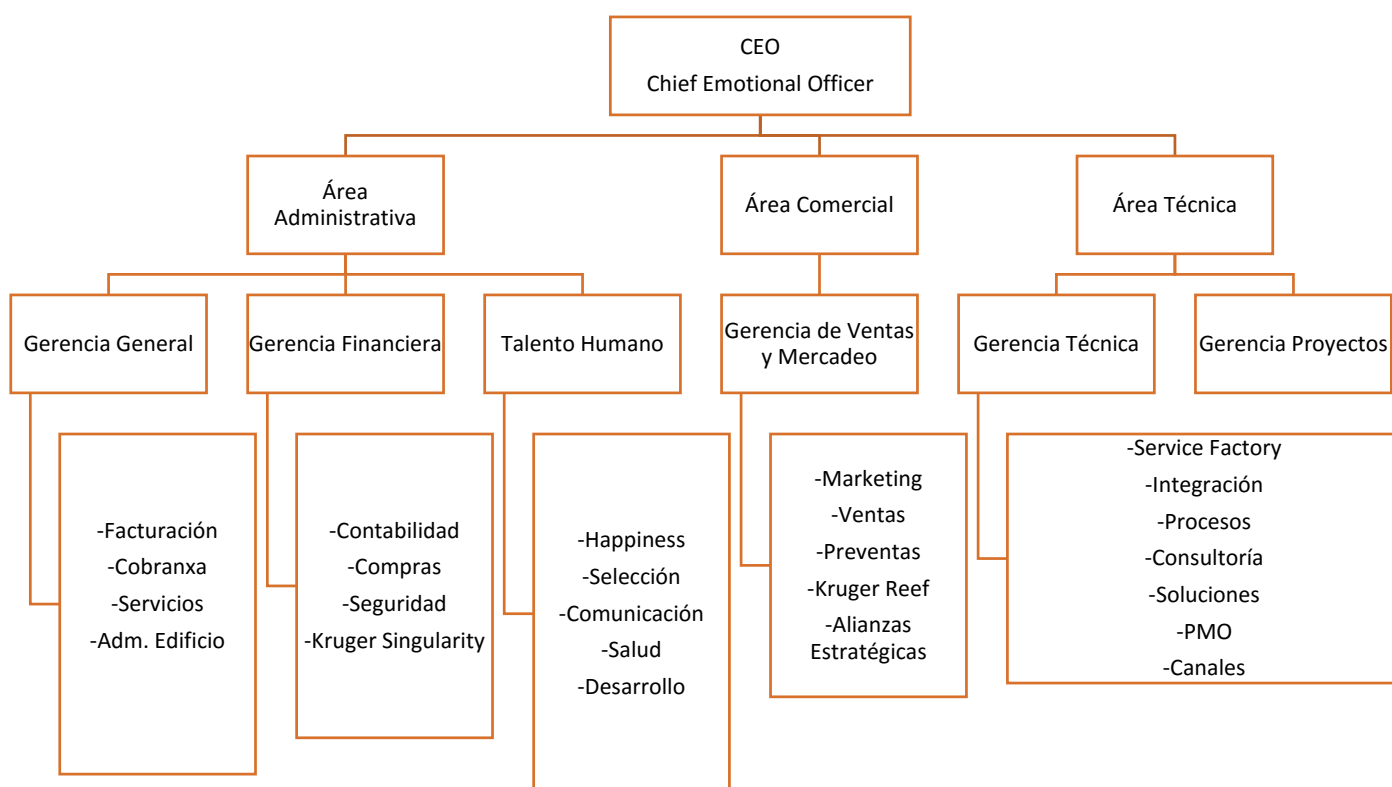 CEO
Chief Emotional Officer
Área
Administrativa
Área Comercial
Área Técnica
Gerencia General
Gerencia Financiera
Talento Humano
Gerencia de Ventas
y Mercadeo
Gerencia Técnica
Gerencia Proyectos
-Facturación
-Cobranxa
-Servicios
-Adm. Edificio
-Contabilidad
-Compras
-Seguridad
-Kruger Singularity
-Happiness
-Selección
-Comunicación
-Salud
-Desarrollo
-Marketing
-Ventas
-Preventas
-Kruger Reef
-Alianzas
Estratégicas
-Service Factory
-Integración
-Procesos
-Consultoría
-Soluciones
-PMO
-Canales